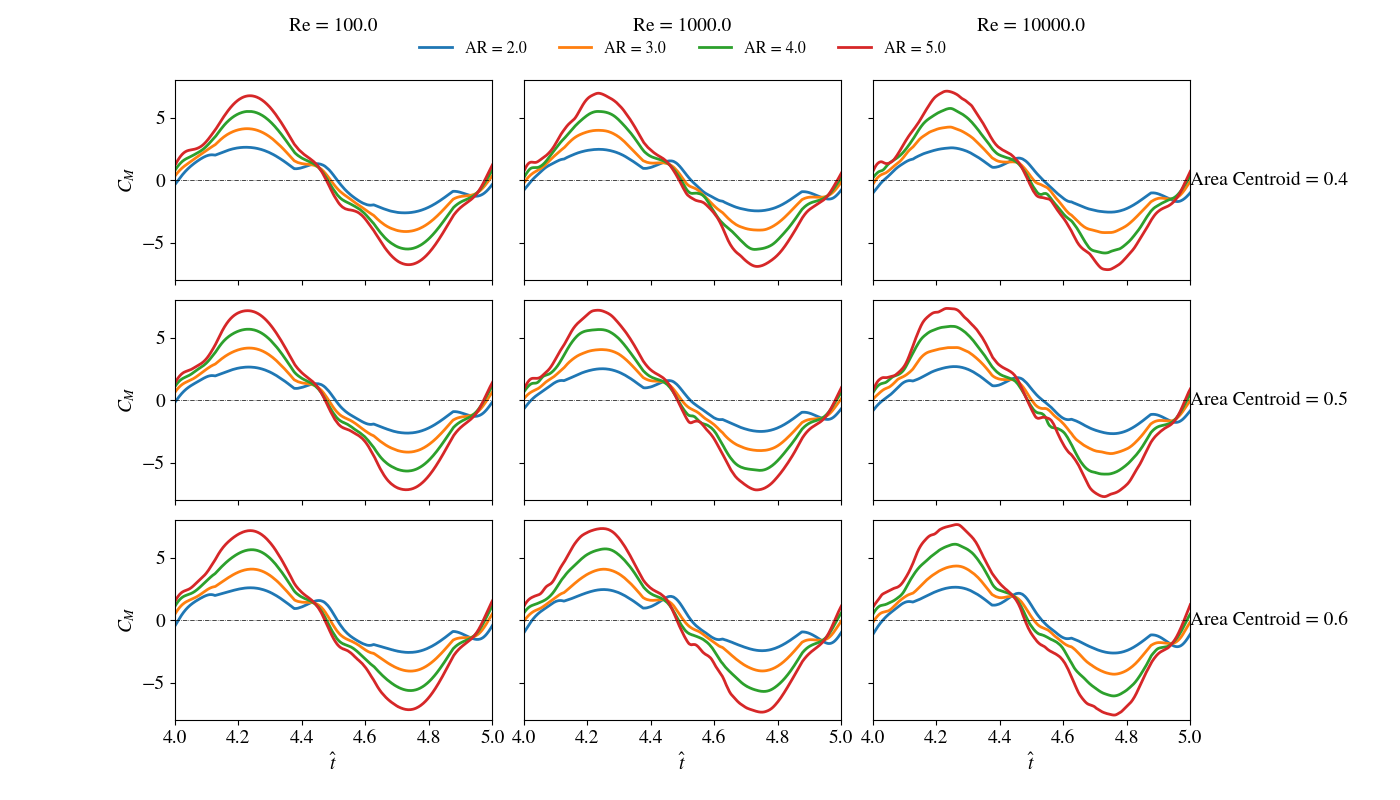 Re = 100.0 Re = 1000.0 Re = 10000.0
AR = 2.0 AR = 3.0 AR = 4.0 AR = 5.0
5
0
−5
C_M
Area Centroid = 0.4
5
0
−5
C_M
Area Centroid = 0.5
5
0
−5
C_M
Area Centroid = 0.6
4.0 4.2 4.4 4.6 4.8 5.0 4.0 4.2 4.4 4.6 4.8 5.0 4.0 4.2 4.4 4.6 4.8 5.0
t̂ t̂ t̂